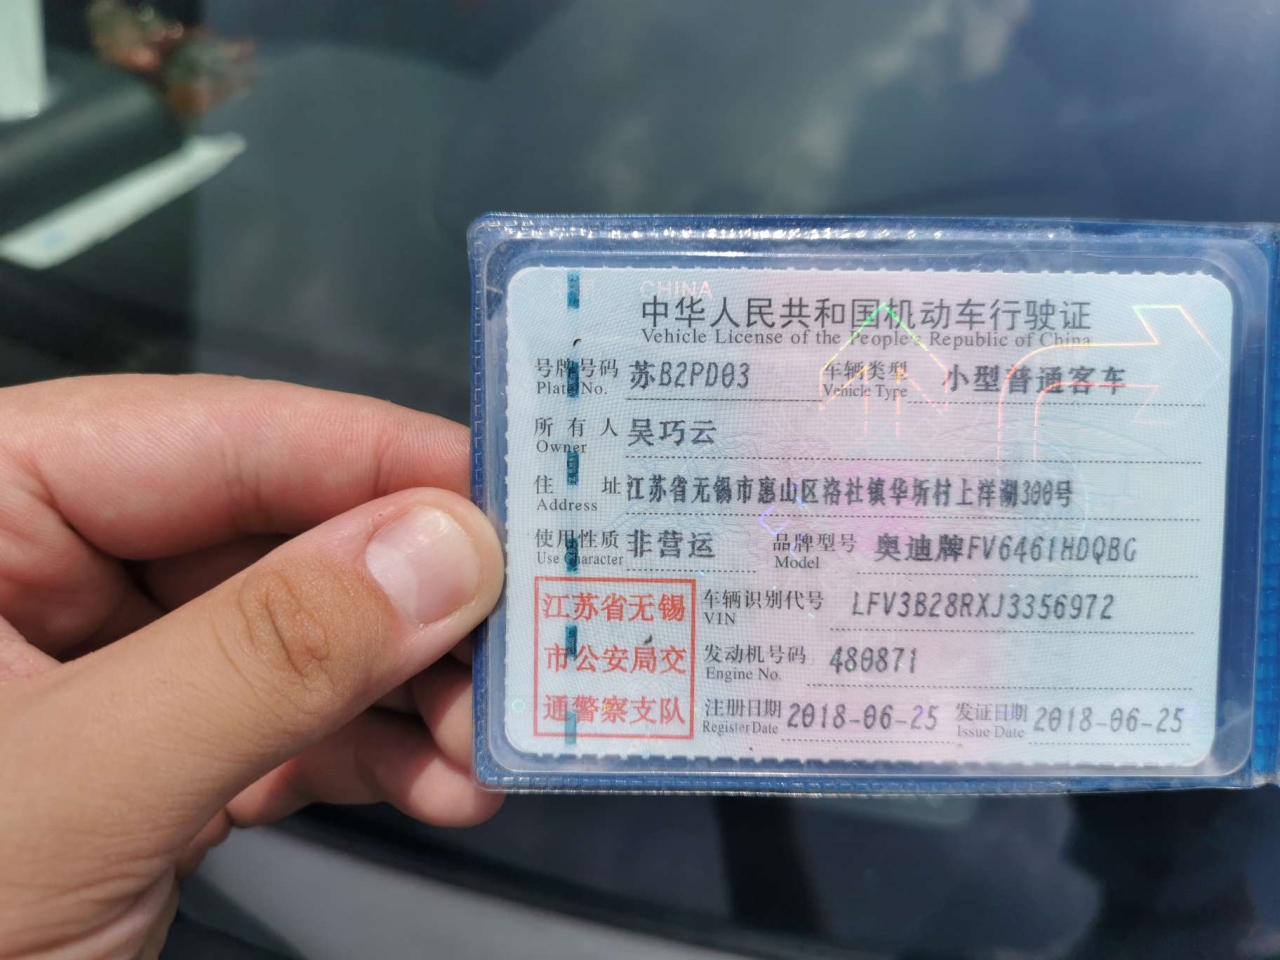 CHINA
中华人民共和国机动车行驶证
Vehicle License of the People's Republic of China
号牌号码 苏B2PD03 车辆类型 小型普通客车
Plate No. Vehicle Type
所有人 吴巧云
Owner
住址 江苏省无锡市惠山区洛社镇华圻村上祥湖300号
Address
使用性质 非营运 品牌型号 奥迪牌FV6461HDQBG
Use Character Model
江苏省无锡
市公安局交
通警察支队
车辆识别代号 LFV3B28RXJ3356972
VIN
发动机号码 480871
Engine No.
注册日期 2018-06-25 发证日期 2018-06-25
Register Date Issue Date